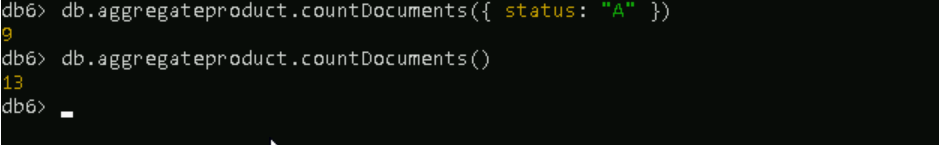 db6> db.aggregateproduct.countDocuments({ status: "A" })
9
db6> db.aggregateproduct.countDocuments()
13
db6>